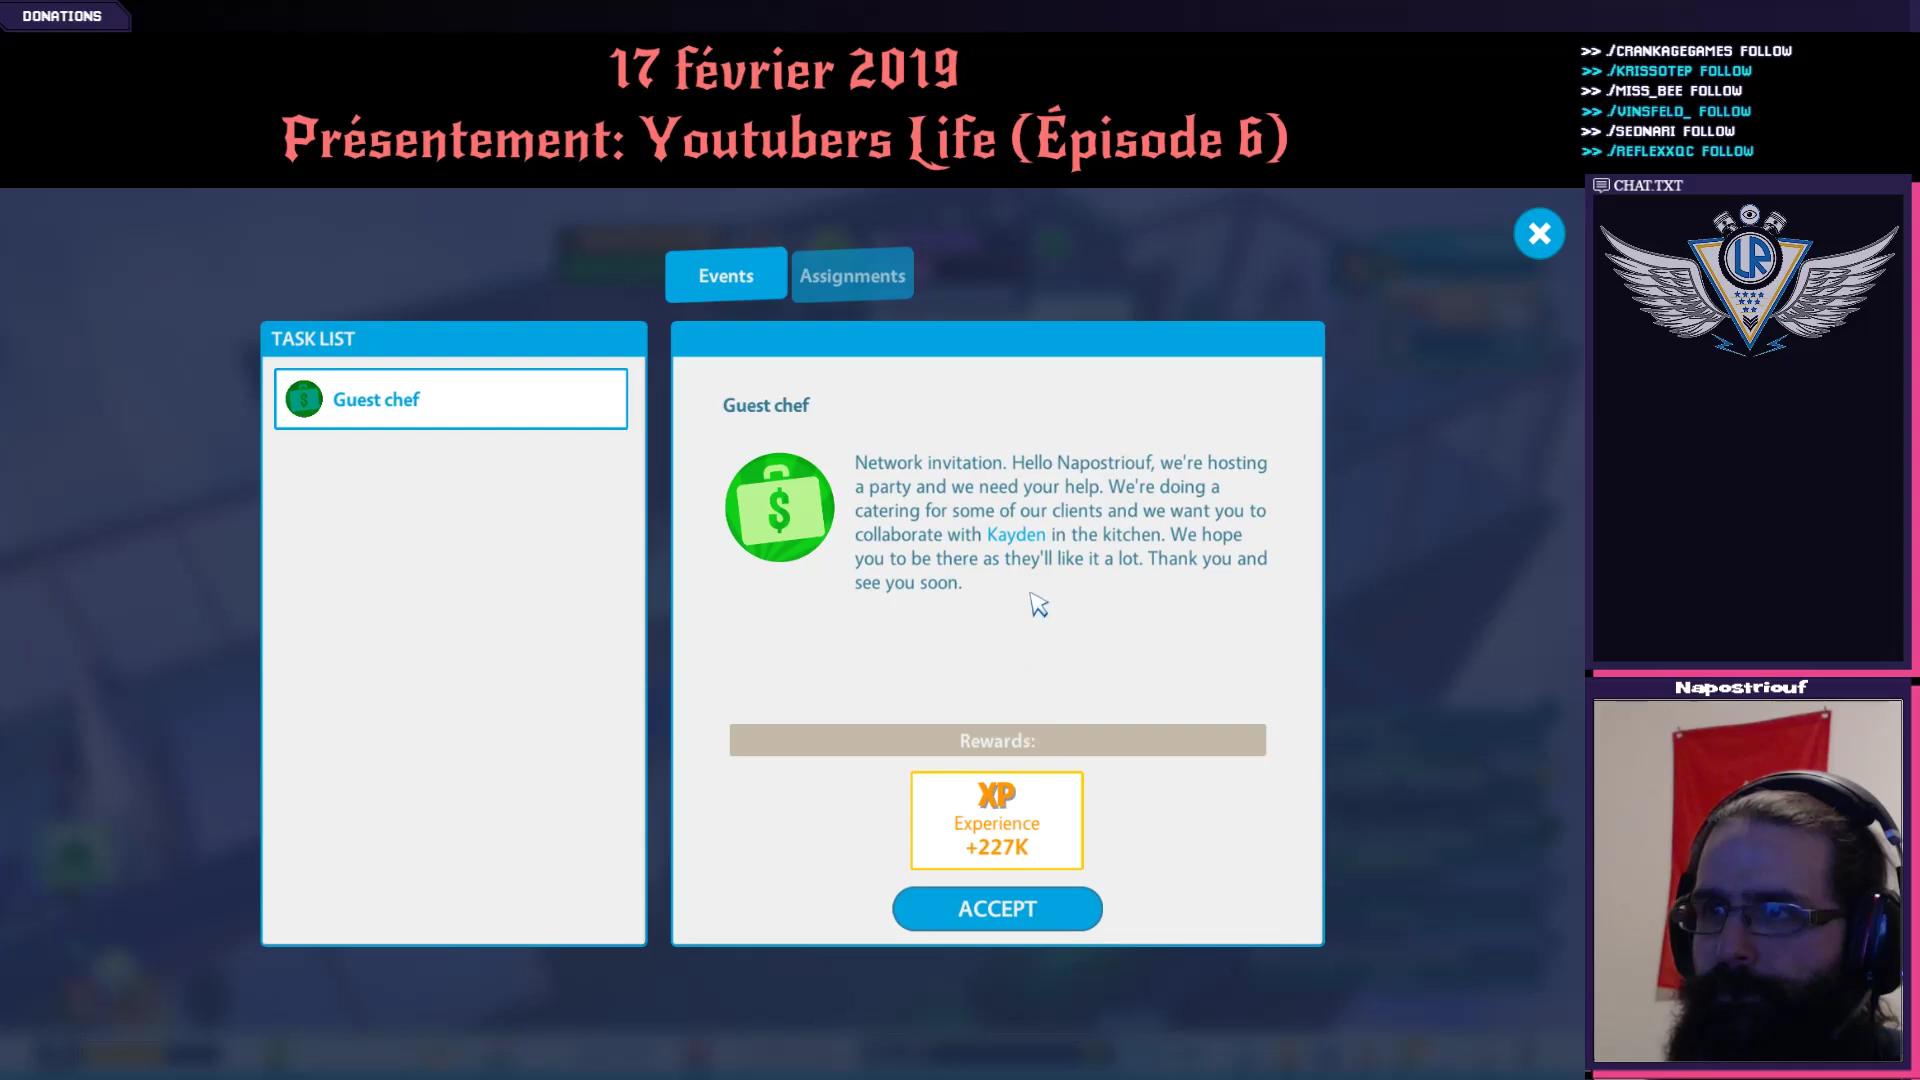 DONATIONS
17 février 2019
Présentement: Youtubers Life (Épisode 6)
>> ./CRANKAGEGAMES FOLLOW
>> ./KRISSOTEP FOLLOW
>> ./MISS_BEE FOLLOW
>> ./VINSFELD_ FOLLOW
>> ./SEDNARI FOLLOW
>> ./REFLEXXQC FOLLOW
CHAT.TXT
LR
Events
Assignments
TASK LIST
$ Guest chef
Guest chef
$
Network invitation. Hello Napostriouf, we're hosting
a party and we need your help. We're doing a
catering for some of our clients and we want you to
collaborate with Kayden in the kitchen. We hope
you to be there as they'll like it a lot. Thank you and
see you soon.
Rewards:
XP
Experience
+227K
ACCEPT
Napostriouf